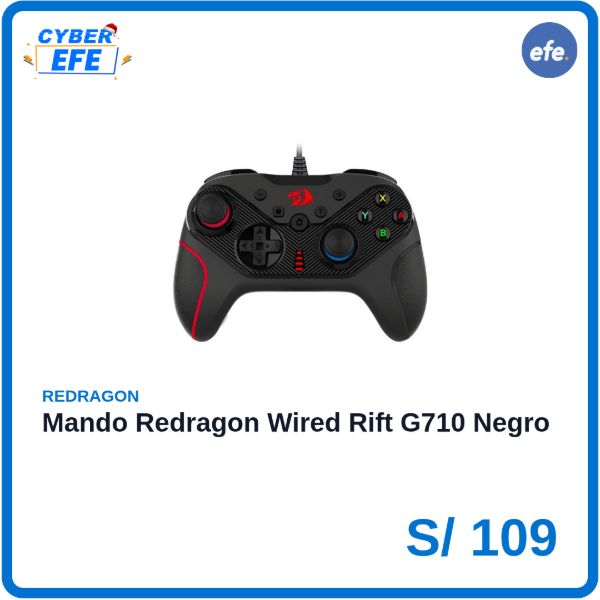 CYBER
EFE
efe.
X
Y
A
B
REDRAGON
Mando Redragon Wired Rift G710 Negro
S/ 109